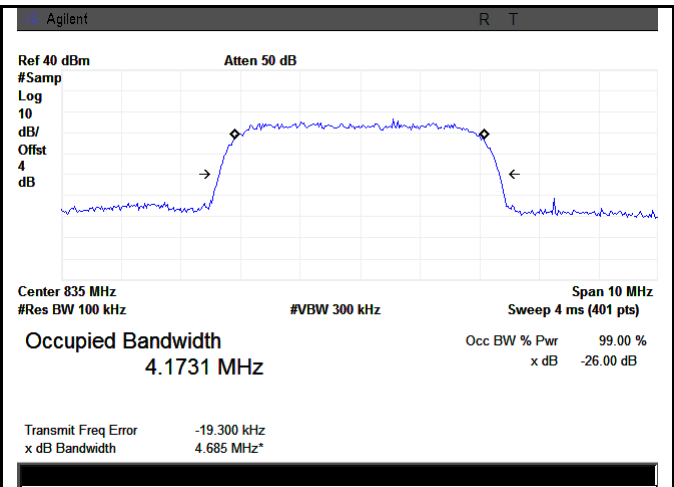 Agilent R T
Ref 40 dBm Atten 50 dB
#Samp
Log
10
dB/
Offst
4
dB
Center 835 MHz Span 10 MHz
#Res BW 100 kHz #VBW 300 kHz Sweep 4 ms (401 pts)
Occupied Bandwidth Occ BW % Pwr 99.00 %
4.1731 MHz x dB -26.00 dB
Transmit Freq Error -19.300 kHz
x dB Bandwidth 4.685 MHz*